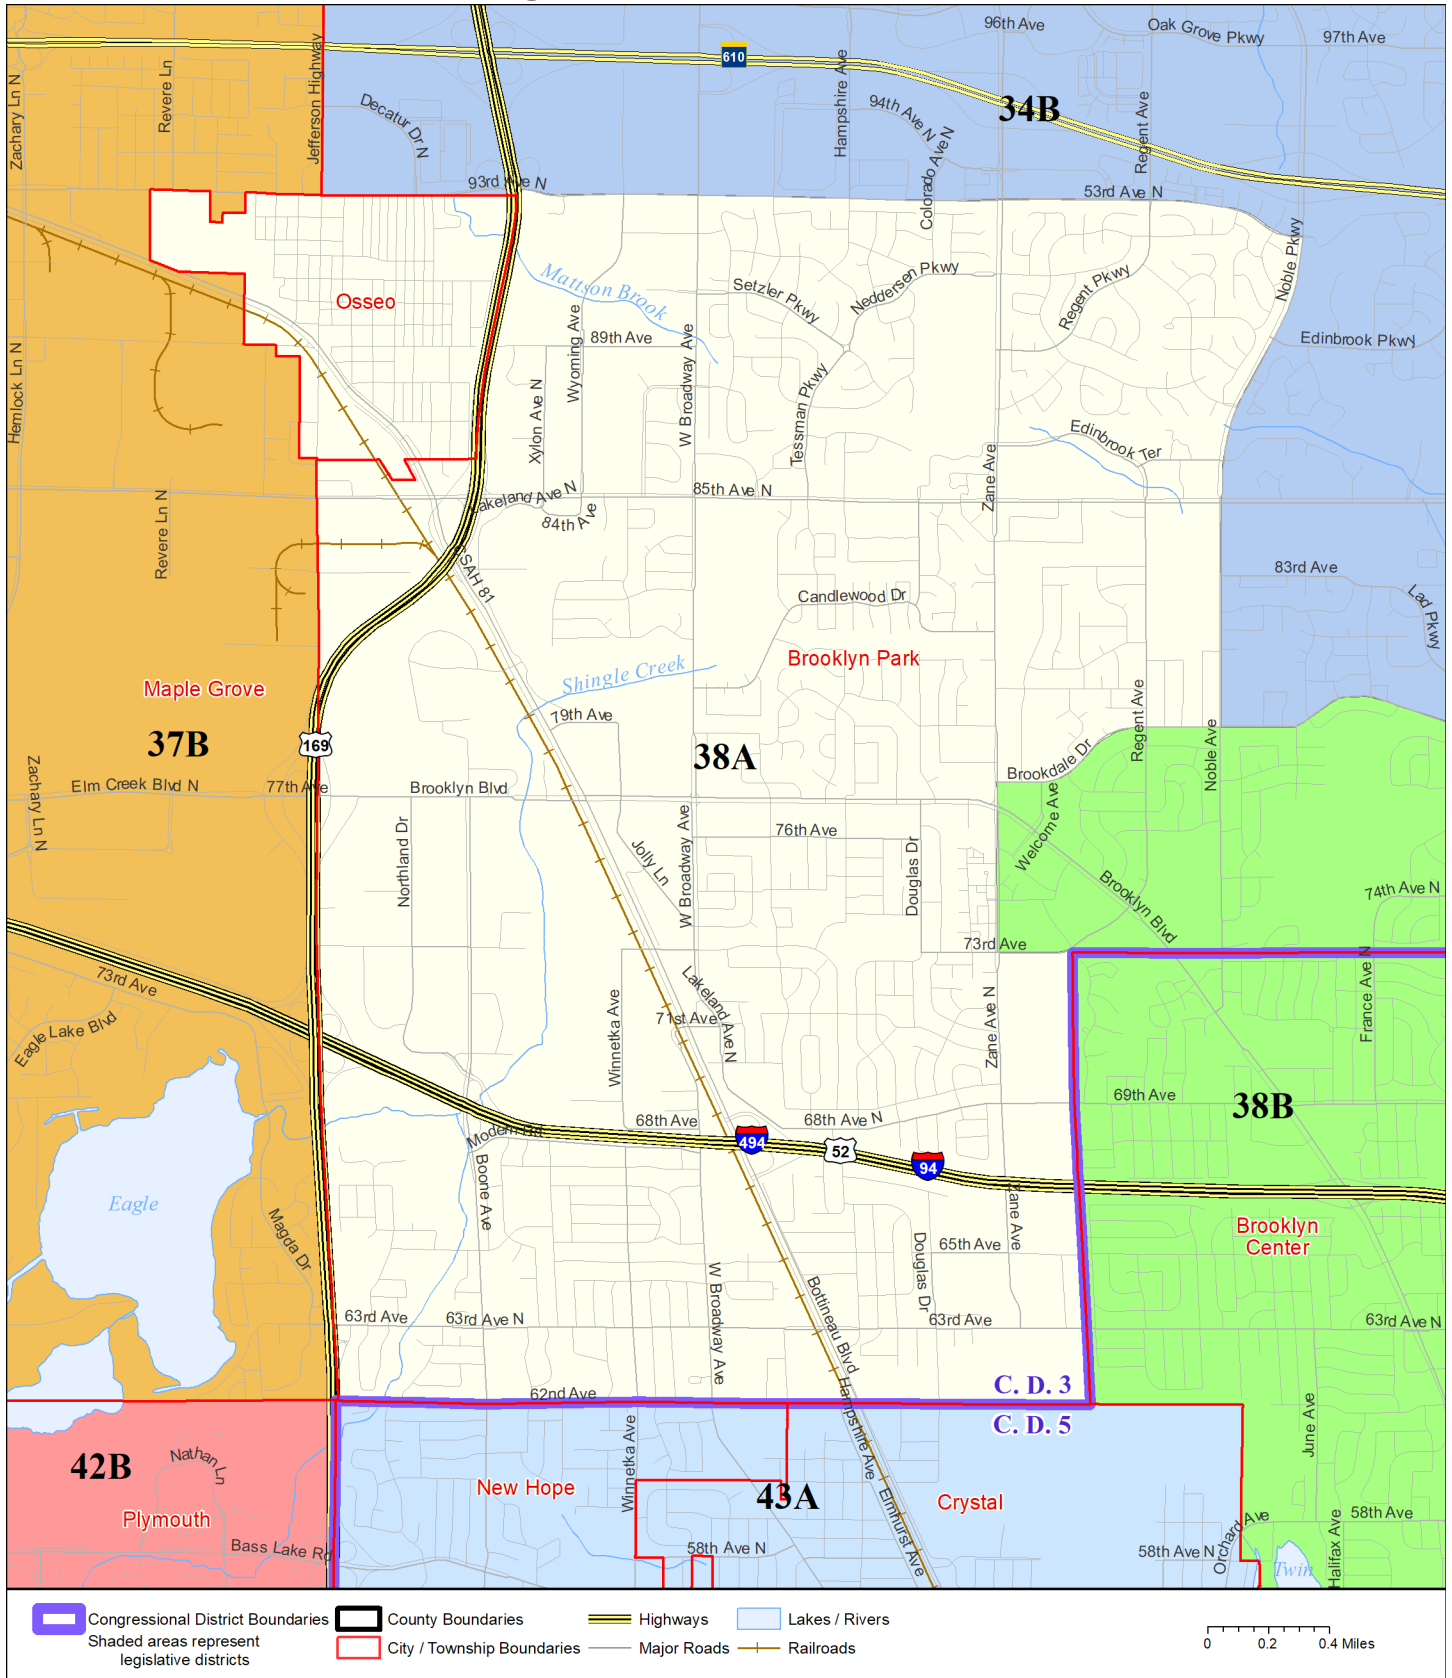 96th Ave
Oak Grove Pkwy
97th Ave
610
Zachary Ln N
Revere Ln
Jefferson Highway
Decatur Dr N
Hampshire Ave
94th Ave N
34B
Colorado Ave N
Regent Ave
93rd Ave N
53rd Ave N
Noble Pkwy
Osseo
Mattson Brook
Setzler Pkwy
Neddersen Pkwy
Regent Pkwy
89th Ave
Edinbrook Pkwy
Hemlock Ln N
Wyoming Ave
W Broadway Ave
Xylon Ave N
Tessman Pkwy
Edinbrook Ter
Zane Ave
Lakeland Ave N
85th Ave N
84th Ave
Revere Ln N
CSAH 81
83rd Ave
Lad Pkwy
Candlewood Dr
Brooklyn Park
Shingle Creek
Maple Grove
79th Ave
37B
169
38A
Regent Ave
Noble Ave
Brookdale Dr
Zachary Ln N
Elm Creek Blvd N
77th Ave
Brooklyn Blvd
Welcome Ave
76th Ave
Northland Dr
Jolly Ln
W Broadway Ave
Douglas Dr
Brooklyn Blvd
74th Ave N
73rd Ave
73rd Ave
Lakeland Ave N
France Ave N
Eagle Lake Blvd
Winnetka Ave
71st Ave
Zane Ave N
69th Ave
38B
68th Ave
68th Ave N
Modern Rd
494
52
94
Boone Ave
Eagle
Magda Dr
Zane Ave
Brooklyn
Center
65th Ave
Douglas Dr
W Broadway Ave
Bottineau Blvd
63rd Ave
63rd Ave N
63rd Ave
63rd Ave N
62nd Ave
C. D. 3
C. D. 5
Hampshire Ave
June Ave
42B
Nathan Ln
Winnetka Ave
New Hope
43A
Crystal
Plymouth
Elmhurst Ave
Orchard Ave
58th Ave
Halifax Ave
Bass Lake Rd
58th Ave N
58th Ave N
Twin
Congressional District Boundaries
County Boundaries
Highways
Lakes / Rivers
Shaded areas represent
legislative districts
City / Township Boundaries
Major Roads
Railroads
0 0.2 0.4 Miles